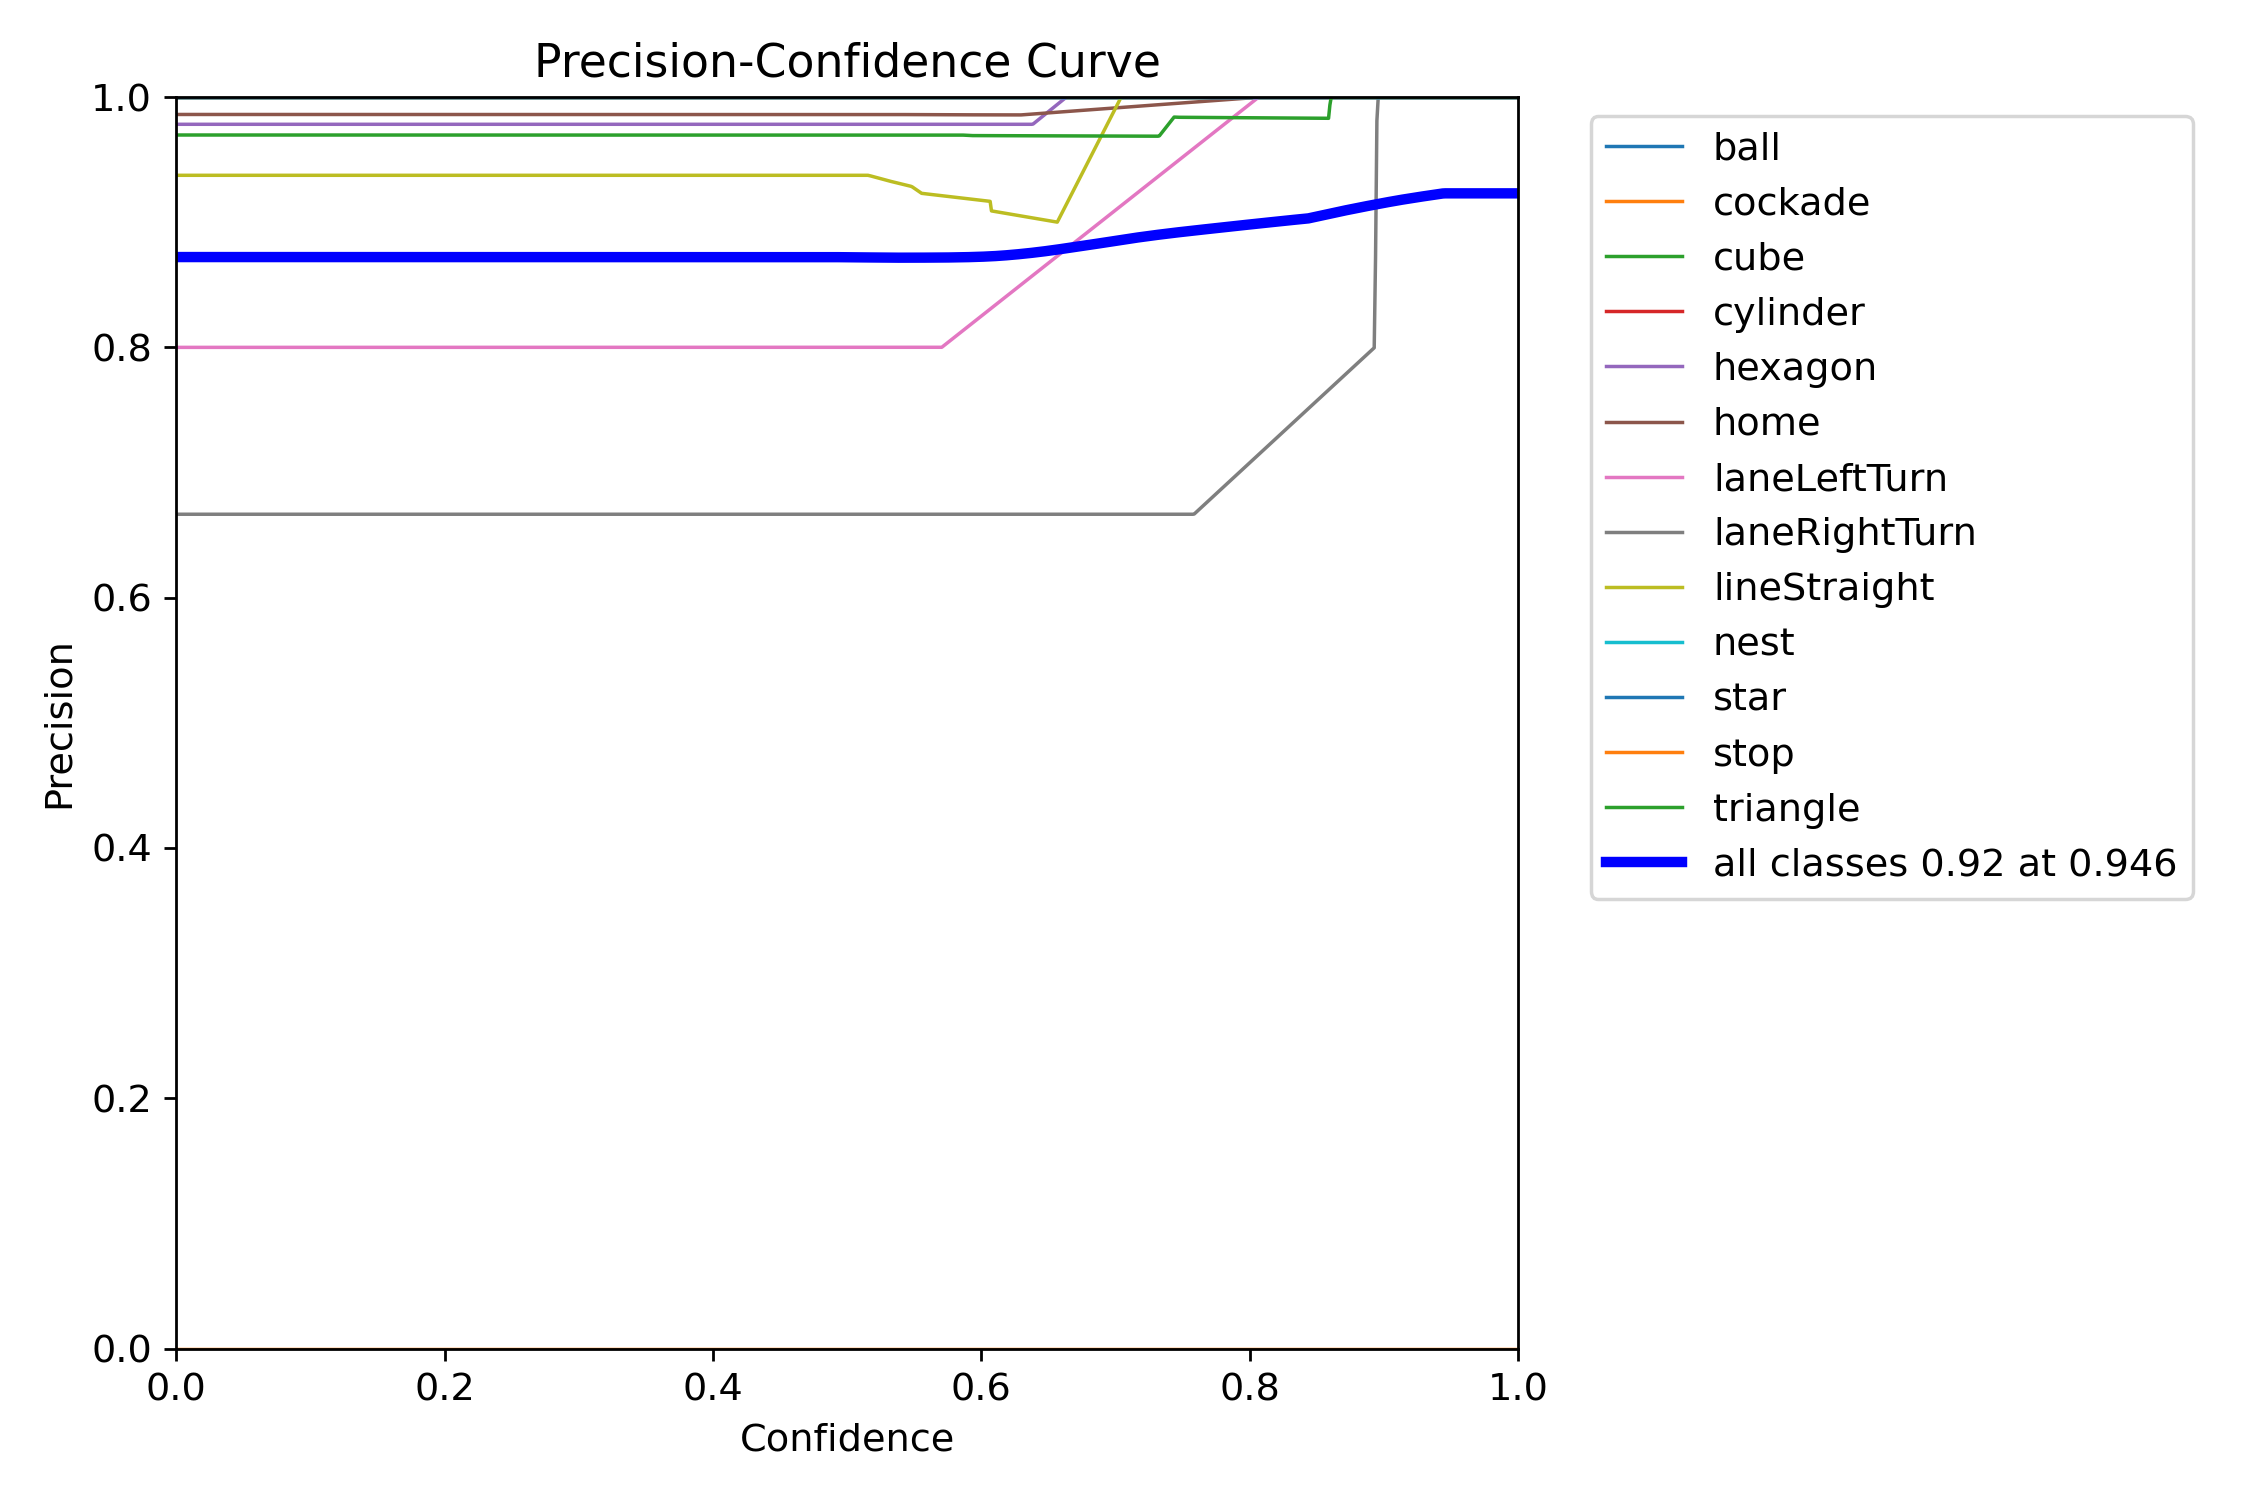 Precision-Confidence Curve
1.0
0.8
0.6
0.4
0.2
0.0
Precision
0.0 0.2 0.4 0.6 0.8 1.0
Confidence
ball
cockade
cube
cylinder
hexagon
home
laneLeftTurn
laneRightTurn
lineStraight
nest
star
stop
triangle
all classes 0.92 at 0.946